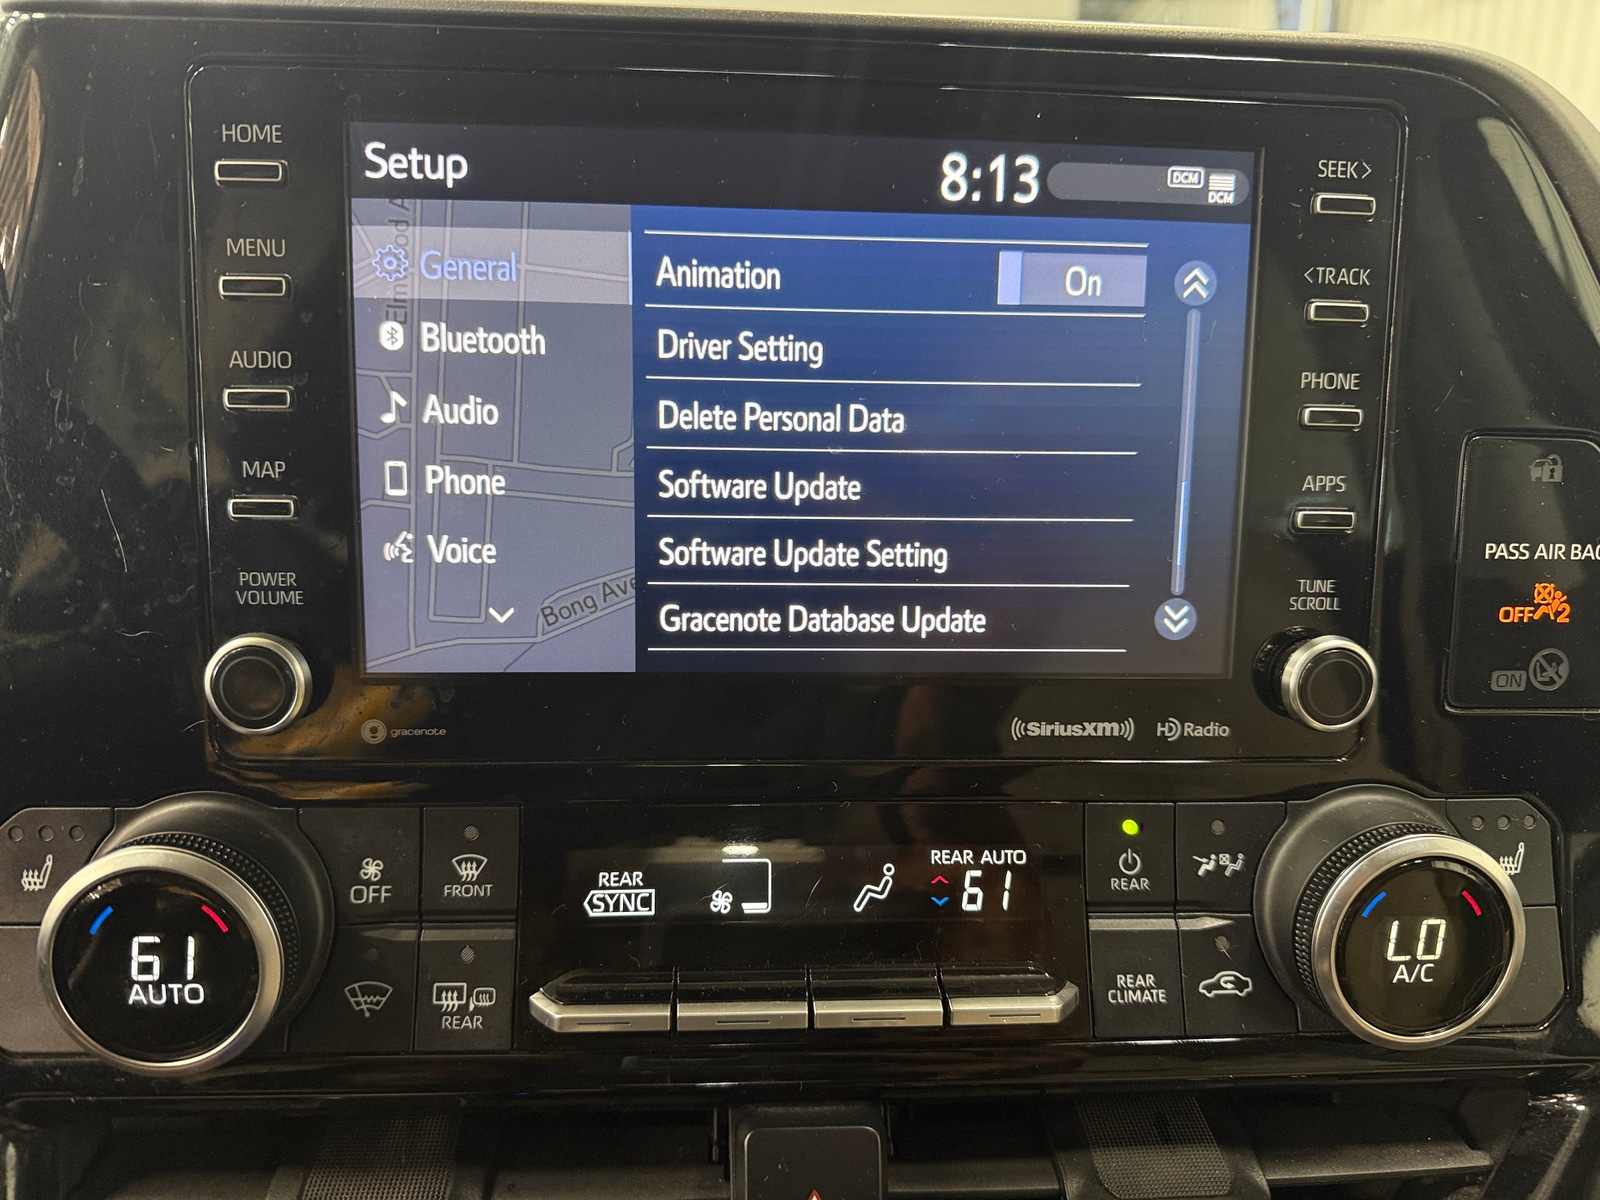 HOME
MENU
AUDIO
MAP
POWER
VOLUME
Setup
8:13
DCM
DCM
General
Bluetooth
Audio
Phone
Voice
Elmwood A
Bong Ave
Animation
On
Driver Setting
Delete Personal Data
Software Update
Software Update Setting
Gracenote Database Update
SEEK>
<TRACK
PHONE
APPS
TUNE
SCROLL
gracenote
SiriusXM
HD Radio
PASS AIR BAG
OFF 2
ON
61
AUTO
OFF
FRONT
REAR
REAR
SYNC
REAR AUTO
61
REAR
REAR
CLIMATE
LO
A/C